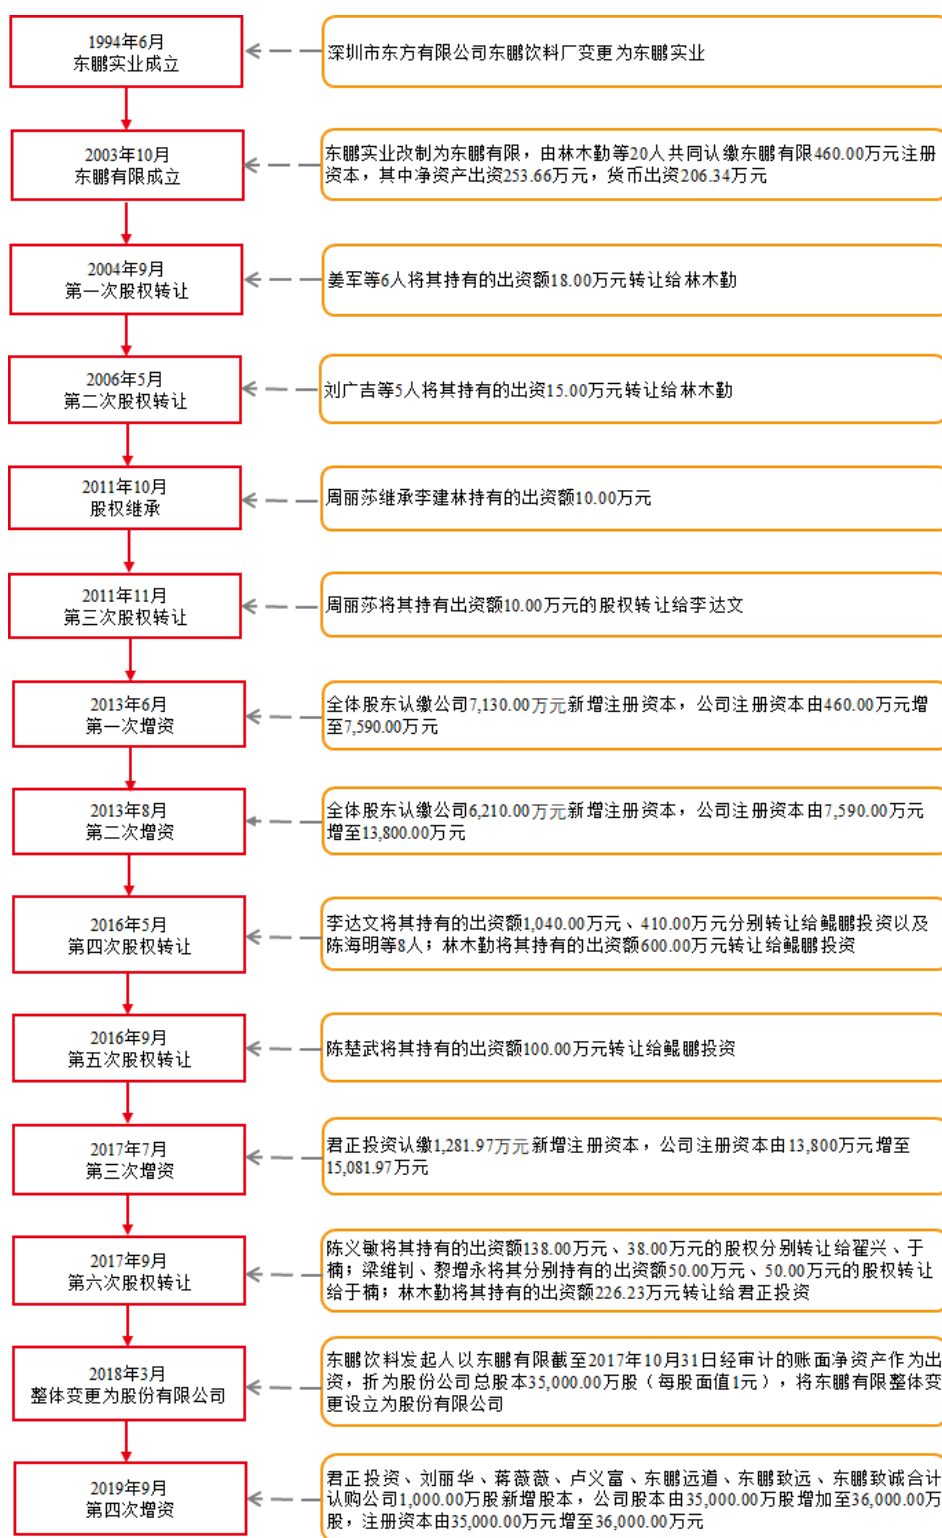 1994年6月
东鹏实业成立
深圳市东方有限公司东鹏饮料厂变更为东鹏实业
2003年10月
东鹏有限成立
东鹏实业改制为东鹏有限，由林木勤等20人共同认缴东鹏有限460.00万元注册
资本，其中净资产出资253.66万元，货币出资206.34万元
2004年9月
第一次股权转让
姜军等6人将其持有的出资额18.00万元转让给林木勤
2006年5月
第二次股权转让
刘广吉等5人将其持有的出资15.00万元转让给林木勤
2011年10月
股权继承
周丽莎继承李建林持有的出资额10.00万元
2011年11月
第三次股权转让
周丽莎将其持有出资额10.00万元的股权转让给李达文
2013年6月
第一次增资
全体股东认缴公司7,130.00万元新增注册资本，公司注册资本由460.00万元增
至7,590.00万元
2013年8月
第二次增资
全体股东认缴公司6,210.00万元新增注册资本，公司注册资本由7,590.00万元
增至13,800.00万元
2016年5月
第四次股权转让
李达文将其持有的出资额1,040.00万元、410.00万元分别转让给鲲鹏投资以及
陈海明等8人；林木勤将其持有的出资额600.00万元转让给鲲鹏投资
2016年9月
第五次股权转让
陈楚武将其持有的出资额100.00万元转让给鲲鹏投资
2017年7月
第三次增资
君正投资认缴1,281.97万元新增注册资本，公司注册资本由13,800万元增至
15,081.97万元
2017年9月
第六次股权转让
陈义敏将其持有的出资额138.00万元、38.00万元的股权分别转让给翟兴、于
楠；梁维钊、黎增永将其分别持有的出资额50.00万元、50.00万元的股权转让
给于楠；林木勤将其持有的出资额226.23万元转让给君正投资
2018年3月
整体变更为股份有限公司
东鹏饮料发起人以东鹏有限截至2017年10月31日经审计的账面净资产作为出
资，折为股份公司总股本35,000.00万股（每股面值1元），将东鹏有限整体变
更设立为股份有限公司
2019年9月
第四次增资
君正投资、刘丽华、蒋薇薇、卢义富、东鹏远道、东鹏致远、东鹏致诚合计
认购公司1,000.00万股新增股本，公司股本由35,000.00万股增加至36,000.00万
股，注册资本由35,000.00万元增至36,000.00万元